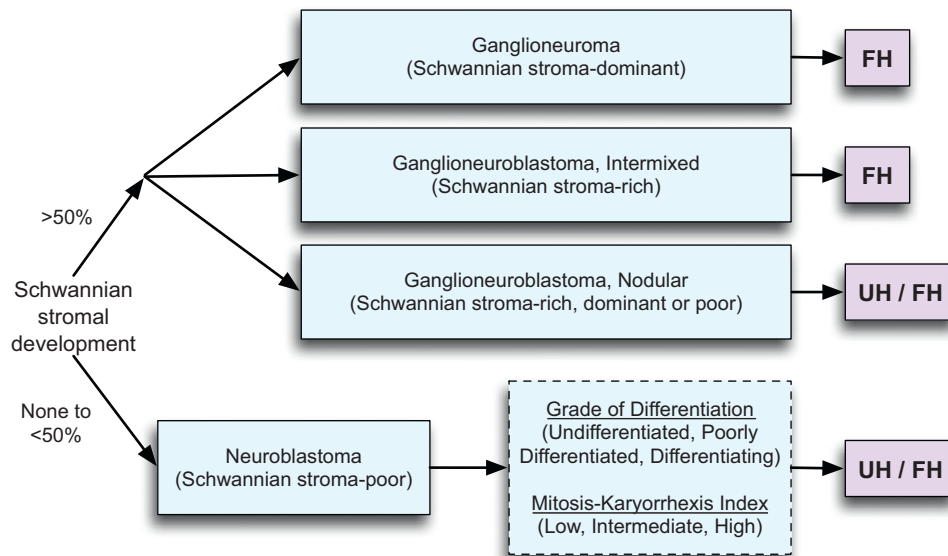 Ganglioneuroma
(Schwannian stroma-dominant)
FH
Ganglioneuroblastoma, Intermixed
(Schwannian stroma-rich)
FH
>50%
Ganglioneuroblastoma, Nodular
(Schwannian stroma-rich, dominant or poor)
UH / FH
Schwannian
stromal
development
None to
<50%
Neuroblastoma
(Schwannian stroma-poor)
Grade of Differentiation
(Undifferentiated, Poorly
Differentiated, Differentiating)
Mitosis-Karyorrhexis Index
(Low, Intermediate, High)
UH / FH